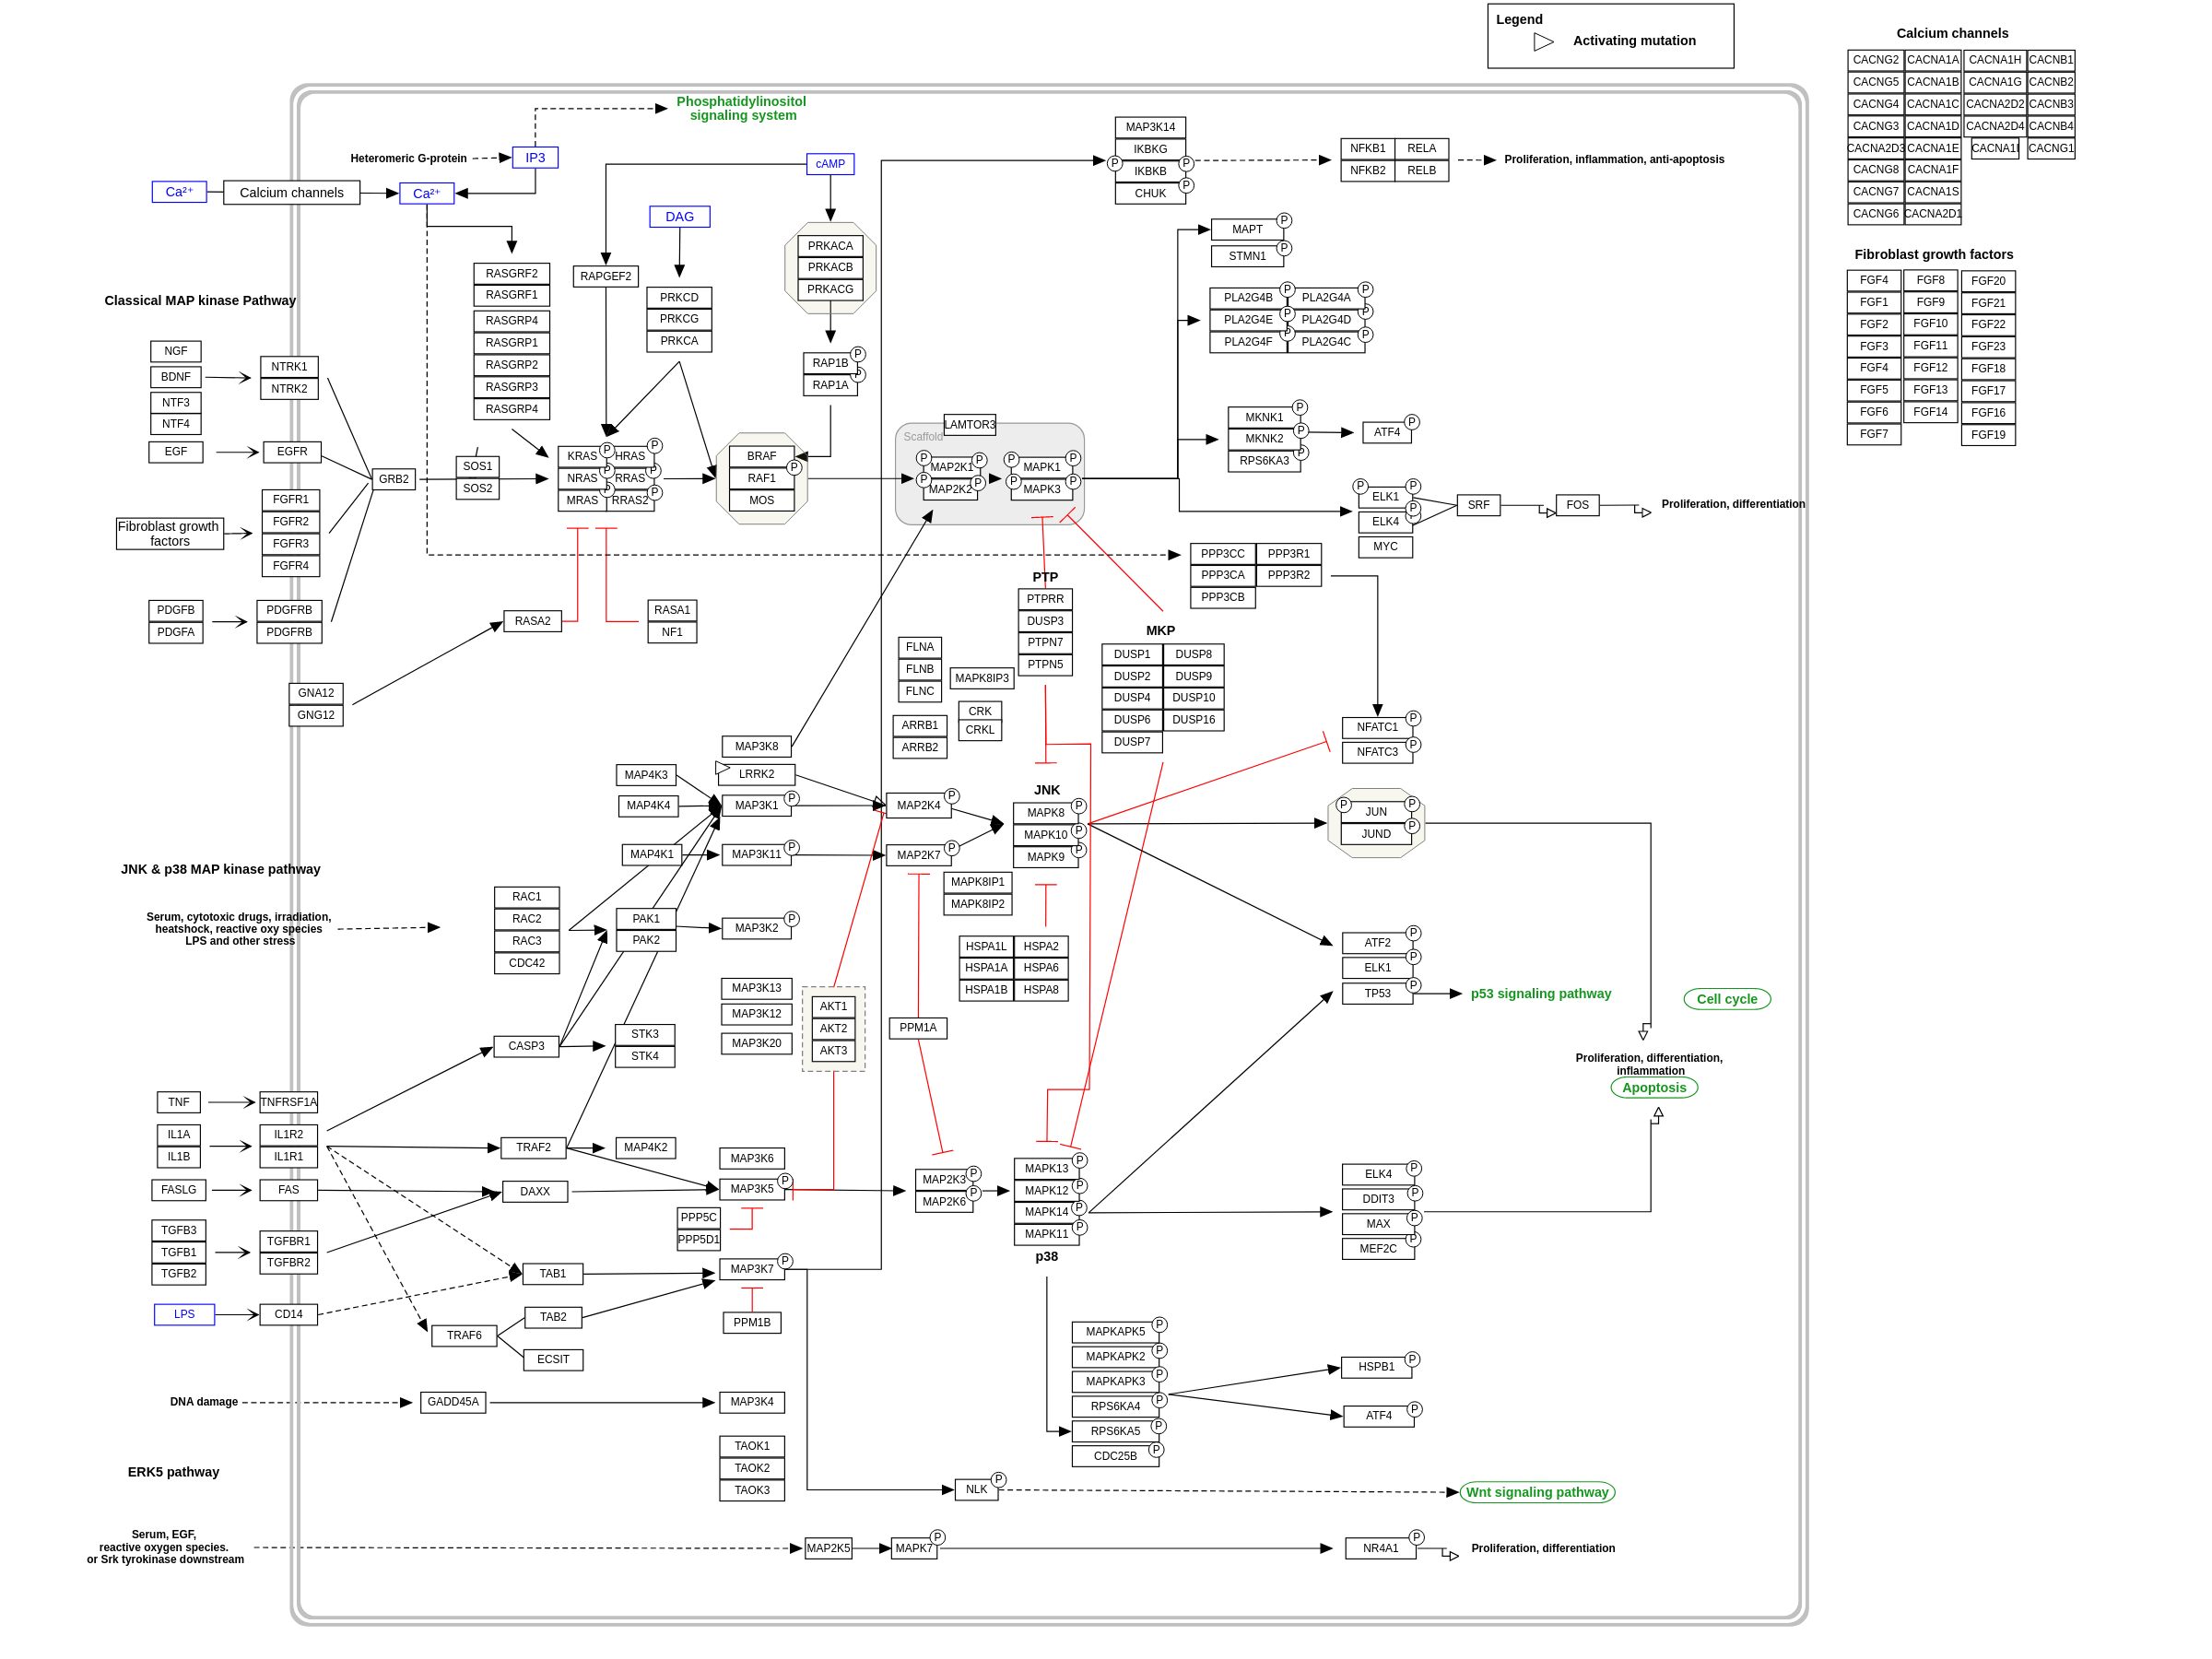 Legend
Activating mutation
Calcium channels
CACNG2 CACNA1A CACNA1H CACNB1
CACNG5 CACNA1B CACNA1G CACNB2
CACNG4 CACNA1C CACNA2D2 CACNB3
CACNG3 CACNA1D CACNA2D4 CACNB4
CACNA2D3 CACNA1E CACNA1I CACNG1
CACNG8 CACNA1F
CACNG7 CACNA1S
CACNG6 CACNA2D1
Fibroblast growth factors
FGF4 FGF8 FGF20
FGF1 FGF9 FGF21
FGF2 FGF10 FGF22
FGF3 FGF11 FGF23
FGF4 FGF12 FGF18
FGF5 FGF13 FGF17
FGF6 FGF14 FGF16
FGF7 FGF19
Phosphatidylinositol
signaling system
Heteromeric G-protein
IP3
Ca²⁺
Calcium channels
Ca²⁺
cAMP
DAG
PRKACA
PRKACB
PRKACG
RASGRF2
RASGRF1
RASGRP4
RASGRP1
RASGRP2
RASGRP3
RASGRP4
RAPGEF2
PRKCD
PRKCG
PRKCA
RAP1B P
RAP1A P
MAP3K14
IKBKG
P IKBKB P
CHUK P
NFKB1 RELA
NFKB2 RELB
Proliferation, inflammation, anti-apoptosis
MAPT P
STMN1 P
PLA2G4B P PLA2G4A P
PLA2G4E P PLA2G4D P
PLA2G4F P PLA2G4C P
MKNK1 P
MKNK2 P
RPS6KA3 P
ATF4 P
P ELK1 P
P
ELK4 P
MYC
SRF
FOS
Proliferation, differentiation
Classical MAP kinase Pathway
NGF
BDNF
NTF3
NTF4
NTRK1
NTRK2
EGF
EGFR
GRB2
SOS1
SOS2
FGFR1
FGFR2
FGFR3
FGFR4
Fibroblast growth
factors
PDGFB
PDGFA
PDGFRB
PDGFRB
KRAS P HRAS P
NRAS P RRAS P
MRAS P RRAS2 P
BRAF
RAF1 P
MOS
Scaffold
LAMTOR3
P MAP2K1 P
P MAP2K2 P
P MAPK1 P
P MAPK3 P
PPP3CC PPP3R1
PPP3CA PPP3R2
PPP3CB
RASA2
RASA1
NF1
GNA12
GNG12
PTP
PTPRR
DUSP3
PTPN7
PTPN5
MKP
DUSP1 DUSP8
DUSP2 DUSP9
DUSP4 DUSP10
DUSP6 DUSP16
DUSP7
FLNA
FLNB
FLNC
MAPK8IP3
CRK
CRKL
ARRB1
ARRB2
NFATC1 P
NFATC3 P
MAP3K8
LRRK2
MAP4K3
MAP4K4
MAP3K1 P
MAP4K1
MAP3K11 P
MAP2K4 P
MAP2K7 P
JNK
MAPK8 P
MAPK10 P
MAPK9 P
MAPK8IP1
MAPK8IP2
P JUN P
JUND P
JNK & p38 MAP kinase pathway
Serum, cytotoxic drugs, irradiation,
heatshock, reactive oxy species
LPS and other stress
RAC1
RAC2
RAC3
CDC42
PAK1
PAK2
MAP3K2 P
HSPA1L HSPA2
HSPA1A HSPA6
HSPA1B HSPA8
ATF2 P
ELK1 P
TP53 P
p53 signaling pathway
Cell cycle
MAP3K13
MAP3K12
MAP3K20
AKT1
AKT2
AKT3
PPM1A
CASP3
STK3
STK4
Proliferation, differentiation,
inflammation
Apoptosis
TNF
TNFRSF1A
IL1A
IL1B
IL1R2
IL1R1
TRAF2
MAP4K2
FASLG
FAS
DAXX
MAP3K6
MAP3K5 P
PPP5C
PPP5D1
MAP2K3 P
MAP2K6 P
MAPK13 P
MAPK12 P
MAPK14 P
MAPK11 P
p38
ELK4 P
DDIT3 P
MAX P
MEF2C P
TGFB3
TGFB1
TGFB2
TGFBR1
TGFBR2
TAB1
MAP3K7 P
LPS
CD14
TAB2
TRAF6
ECSIT
PPM1B
MAPKAPK5 P
MAPKAPK2 P
MAPKAPK3 P
RPS6KA4 P
RPS6KA5 P
CDC25B P
HSPB1 P
ATF4 P
DNA damage
GADD45A
MAP3K4
TAOK1
TAOK2
TAOK3
ERK5 pathway
NLK P
Wnt signaling pathway
Serum, EGF,
reactive oxygen species.
or Srk tyrokinase downstream
MAP2K5
MAPK7 P
NR4A1 P
Proliferation, differentiation